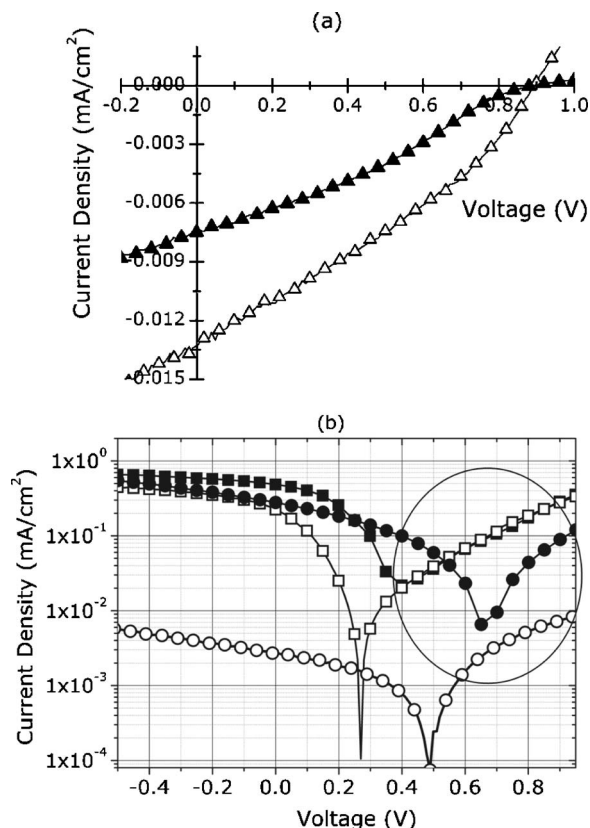 (a)
0.000
-0.003
-0.006
-0.009
-0.012
-0.015
-0.2 0.0 0.2 0.4 0.6 0.8 1.0
Current Density (mA/cm²)
Voltage (V)
(b)
1x10⁰
1x10⁻¹
1x10⁻²
1x10⁻³
1x10⁻⁴
Current Density (mA/cm²)
-0.4 -0.2 0.0 0.2 0.4 0.6 0.8
Voltage (V)